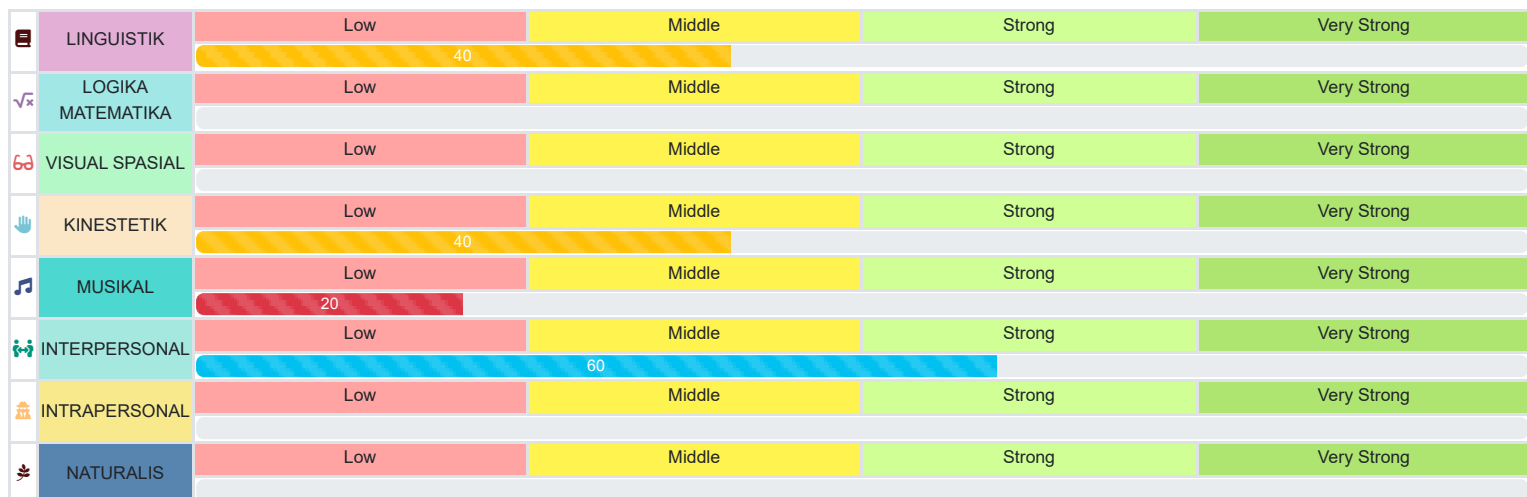 LINGUISTIK
Low Middle Strong Very Strong
40
LOGIKA
MATEMATIKA
Low Middle Strong Very Strong
VISUAL SPASIAL
Low Middle Strong Very Strong
KINESTETIK
Low Middle Strong Very Strong
40
MUSIKAL
Low Middle Strong Very Strong
20
INTERPERSONAL
Low Middle Strong Very Strong
60
INTRAPERSONAL
Low Middle Strong Very Strong
NATURALIS
Low Middle Strong Very Strong